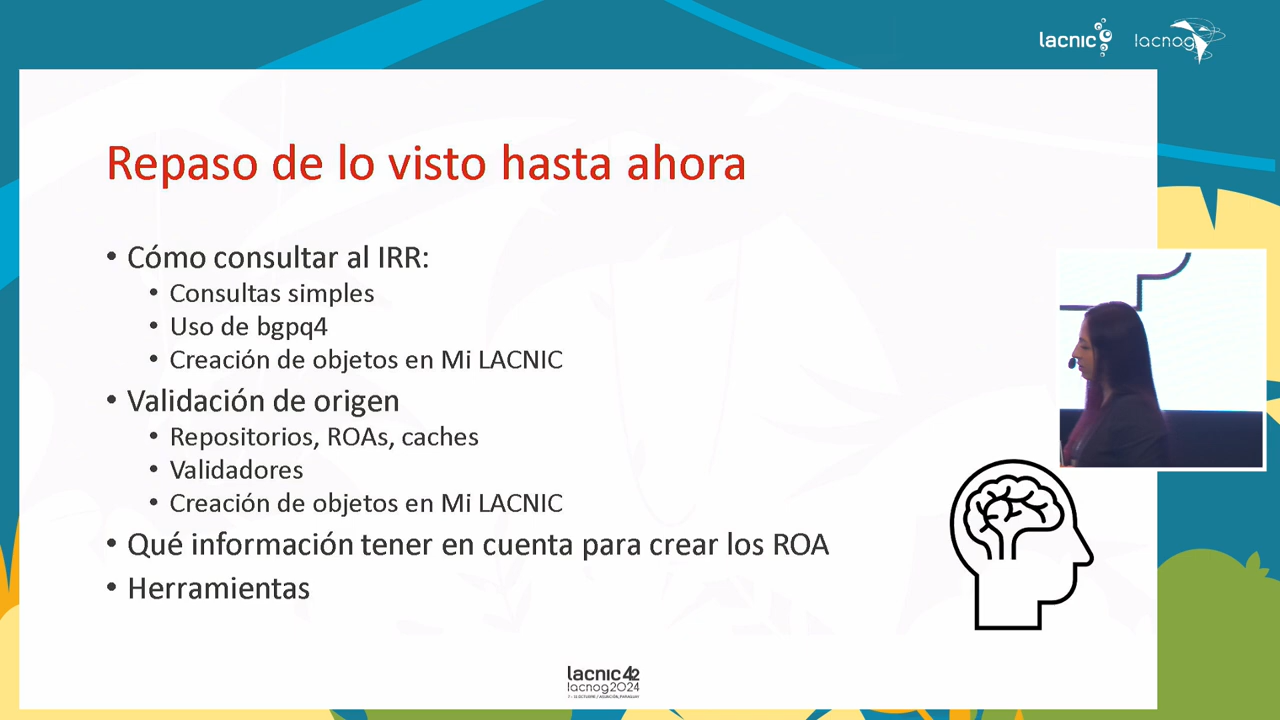 lacnic
lacnog
Repaso de lo visto hasta ahora
• Cómo consultar al IRR:
• Consultas simples
• Uso de bgpq4
• Creación de objetos en Mi LACNIC
• Validación de origen
• Repositorios, ROAs, caches
• Validadores
• Creación de objetos en Mi LACNIC
• Qué información tener en cuenta para crear los ROA
• Herramientas
lacnic42
lacnog2024